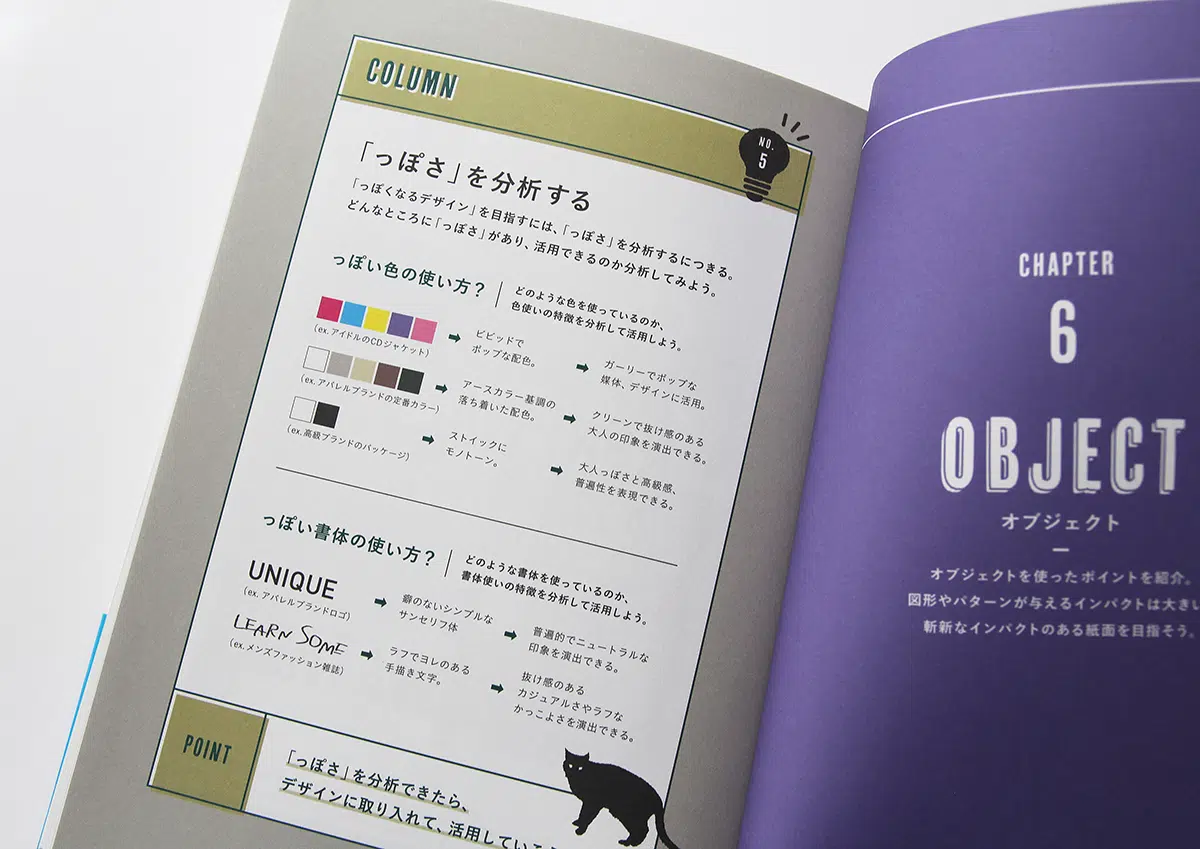 COLUMN
NO.
5
「っぽさ」を分析する
「っぽくなるデザイン」を目指すには、「っぽさ」を分析するにつきる。
どんなところに「っぽさ」があり、活用できるのか分析してみよう。
っぽい色の使い方？
どのような色を使っているのか、
色使いの特徴を分析して活用しよう。
(ex. アイドルのCDジャケット)
ビビッドで
ポップな配色。
ガーリーでポップな
媒体、デザインに活用。
(ex. アパレルブランドの定番カラー)
アースカラー基調の
落ち着いた配色。
クリーンで抜け感のある
大人の印象を演出できる。
(ex. 高級ブランドのパッケージ)
ストイックに
モノトーン。
大人っぽさと高級感、
普遍性を表現できる。
っぽい書体の使い方？
どのような書体を使っているのか、
書体使いの特徴を分析して活用しよう。
UNIQUE
(ex. アパレルブランドロゴ)
癖のないシンプルな
サンセリフ体
普遍的でニュートラルな
印象を演出できる。
LEARN SOME
(ex. メンズファッション雑誌)
ラフでヨレのある
手描き文字。
抜け感のある
カジュアルさやラフな
かっこよさを演出できる。
POINT
「っぽさ」を分析できたら、
デザインに取り入れて、活用している
CHAPTER
6
OBJECT
オブジェクト
オブジェクトを使ったポイントを紹介。
図形やパターンが与えるインパクトは大きい
斬新なインパクトのある紙面を目指そう。